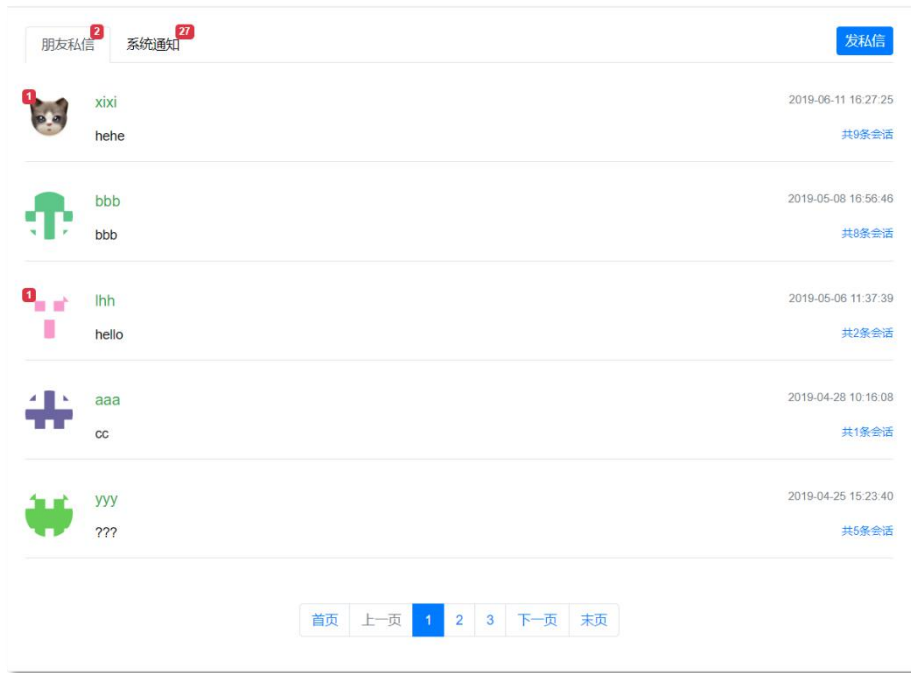 朋友私信 2 系统通知 27 发私信
1
xixi 2019-06-11 16:27:25
hehe 共9条会话
bbb 2019-05-08 16:56:46
bbb 共8条会话
1
lhh 2019-05-06 11:37:39
hello 共2条会话
aaa 2019-04-28 10:16:08
cc 共1条会话
yyy 2019-04-25 15:23:40
??? 共5条会话
首页 上一页 1 2 3 下一页 末页